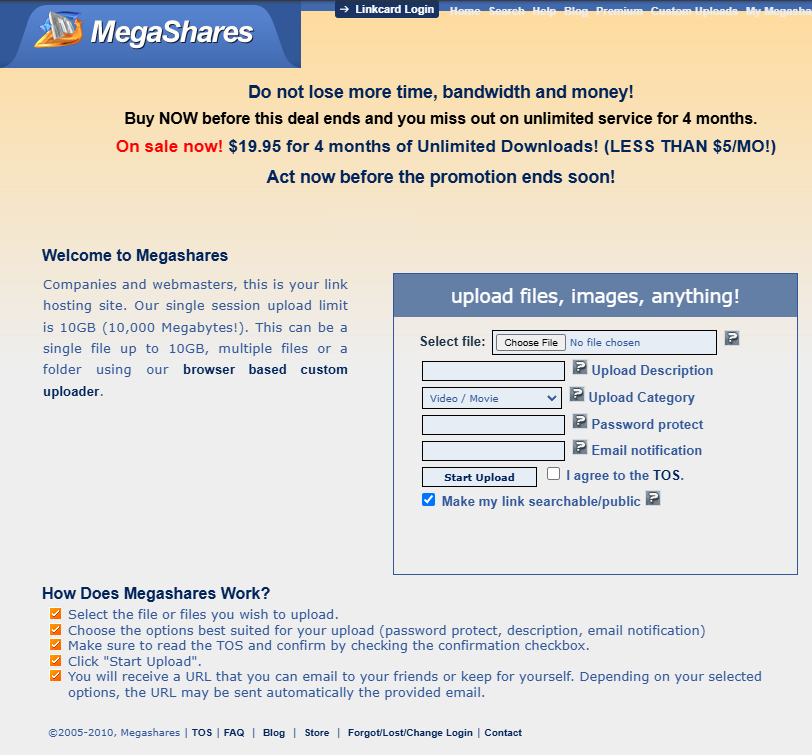 MegaShares
Linkcard Login
Home Search Help Blog Premium Custom Uploads My
Do not lose more time, bandwidth and money!
Buy NOW before this deal ends and you miss out on unlimited service for 4 months.
On sale now! $19.95 for 4 months of Unlimited Downloads! (LESS THAN $5/MO!)
Act now before the promotion ends soon!
Welcome to Megashares
Companies and webmasters, this is your link
hosting site. Our single session upload limit
is 10GB (10,000 Megabytes!). This can be a
single file up to 10GB, multiple files or a
folder using our browser based custom
uploader.
upload files, images, anything!
Select file: Choose File No file chosen ?
? Upload Description
Video / Movie ? Upload Category
? Password protect
? Email notification
Start Upload I agree to the TOS.
Make my link searchable/public ?
How Does Megashares Work?
Select the file or files you wish to upload.
Choose the options best suited for your upload (password protect, description, email notification)
Make sure to read the TOS and confirm by checking the confirmation checkbox.
Click "Start Upload".
You will receive a URL that you can email to your friends or keep for yourself. Depending on your selected
options, the URL may be sent automatically the provided email.
©2005-2010, Megashares | TOS | FAQ | Blog | Store | Forgot/Lost/Change Login | Contact